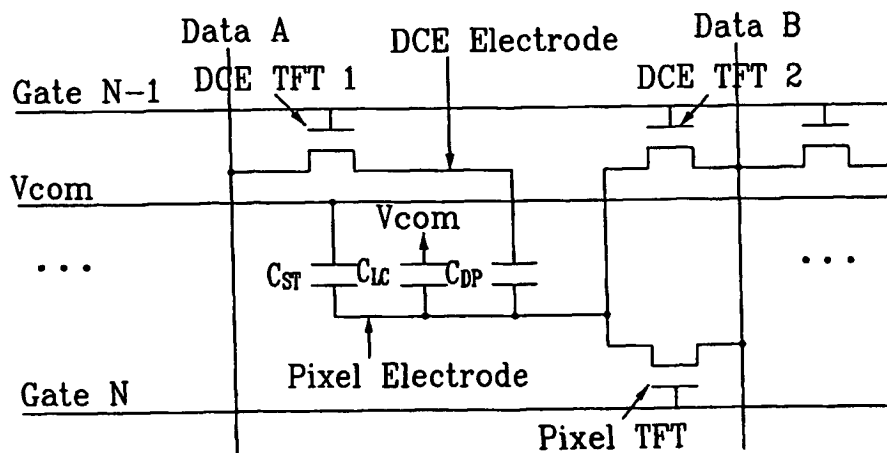 Data A
DCE Electrode
Data B
DCE TFT 1
DCE TFT 2
Gate N-1
Vcom
Vcom
...
CST
CLC
CDP
...
Pixel Electrode
Gate N
Pixel TFT